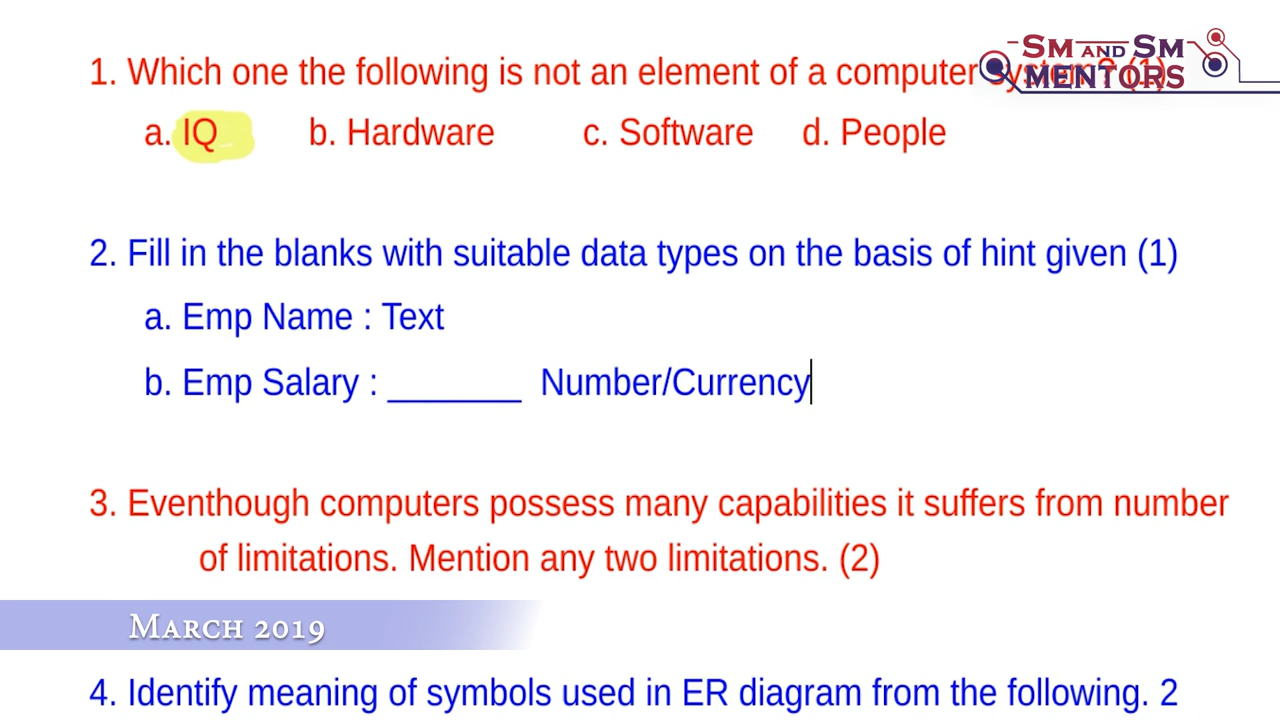 1. Which one the following is not an element of a computer system? (1)
SM AND SM
MENTORS
a. IQ b. Hardware c. Software d. People
2. Fill in the blanks with suitable data types on the basis of hint given (1)
a. Emp Name : Text
b. Emp Salary : _______ Number/Currency
3. Eventhough computers possess many capabilities it suffers from number
of limitations. Mention any two limitations. (2)
MARCH 2019
4. Identify meaning of symbols used in ER diagram from the following. 2